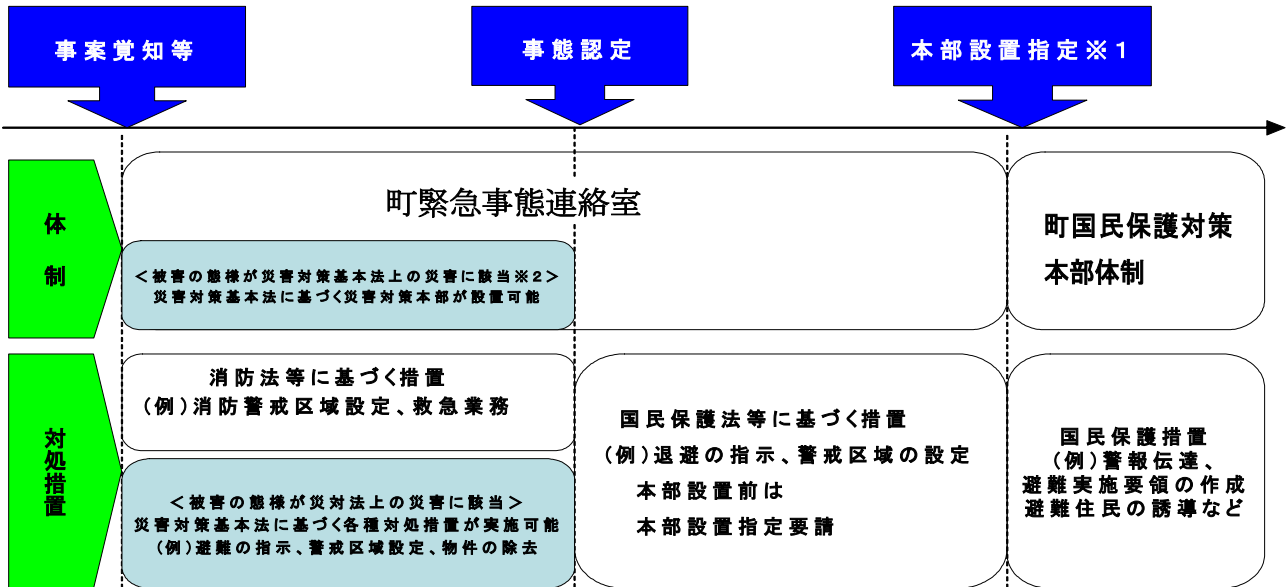 事案覚知等
事態認定
本部設置指定※1
体制
町緊急事態連絡室
<被害の態様が災害対策基本法上の災害に該当※2>
災害対策基本法に基づく災害対策本部が設置可能
町国民保護対策
本部体制
対処措置
消防法等に基づく措置
(例)消防警戒区域設定、救急業務
<被害の態様が災対法上の災害に該当>
災害対策基本法に基づく各種対処措置が実施可能
(例)避難の指示、警戒区域設定、物件の除去
国民保護法等に基づく措置
(例)退避の指示、警戒区域の設定
本部設置前は
本部設置指定要請
国民保護措置
(例)警報伝達、
避難実施要領の作成
避難住民の誘導など